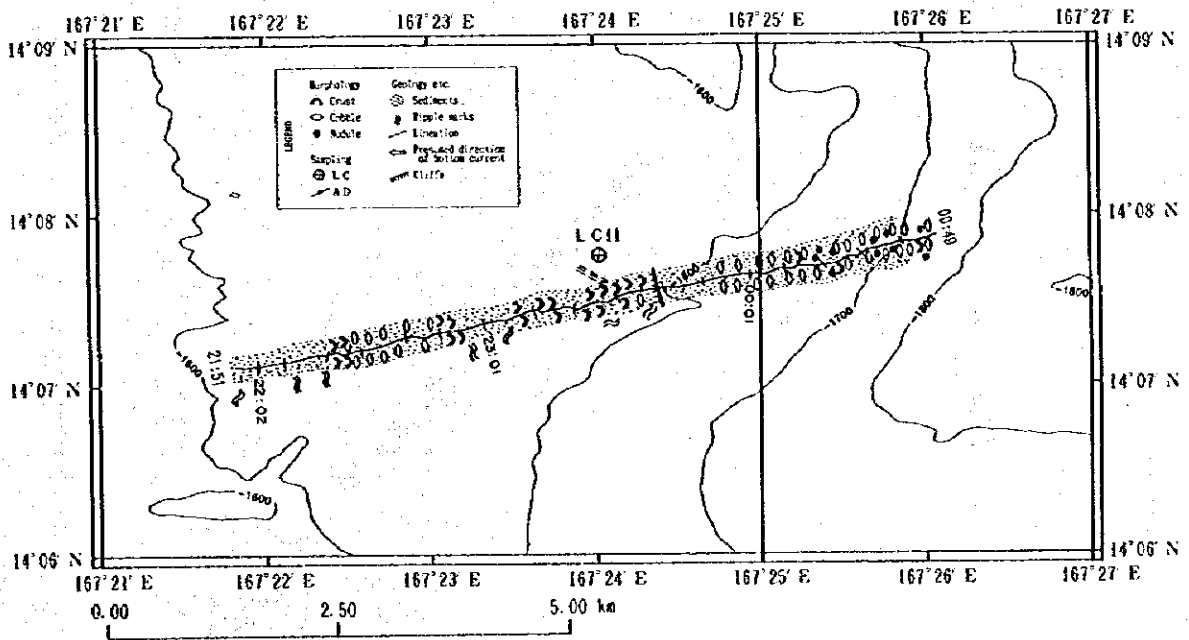 167°21′ E 167°22′ E 167°23′ E 167°24′ E 167°25′ E 167°26′ E 167°27′ E
14°09′ N 14°09′ N
LEGEND
Morphology Geology etc.
Crust Sediments
Cobble Ripple marks
Nodule Lineation
Presumed direction
of bottom current
Sampling
LC Cliffs
AD
-1600
14°08′ N 14°08′ N
LC11
00:40
-1600
-1600
-1700
-1800
00:01
-1600
21:51
22:02
23:01
14°07′ N 14°07′ N
-1600
14°06′ N 14°06′ N
167°21′ E 167°22′ E 167°23′ E 167°24′ E 167°25′ E 167°26′ E 167°27′ E
0.00 2.50 5.00 km